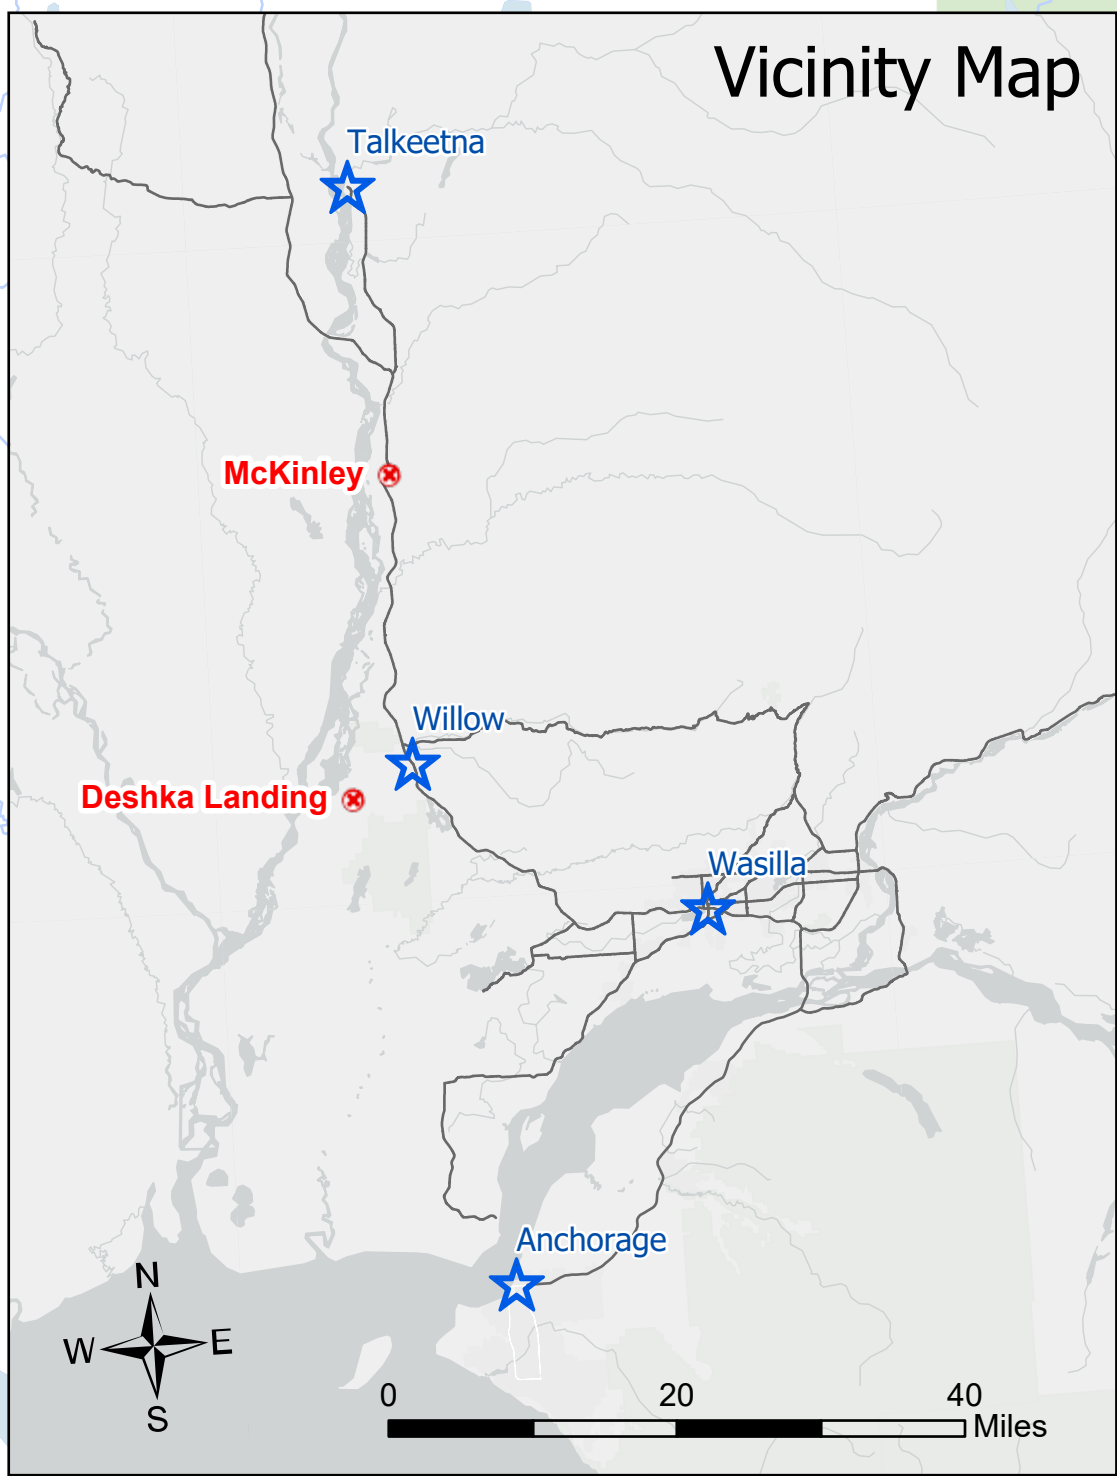 Vicinity Map
Talkeetna
McKinley
Willow
Deshka Landing
Wasilla
Anchorage
N
W E
S
0 20 40
Miles